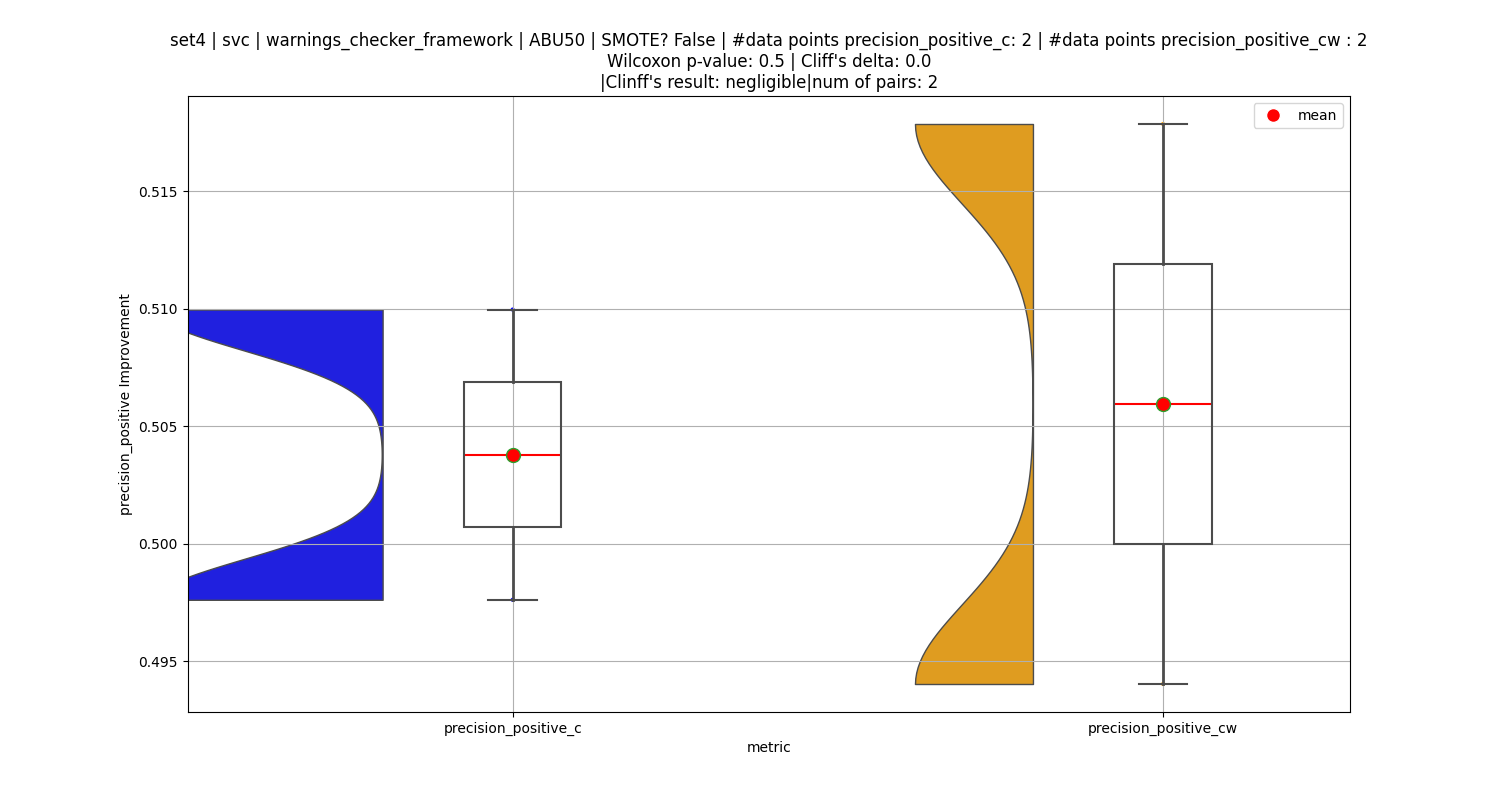 set4 | svc | warnings_checker_framework | ABU50 | SMOTE? False | #data points precision_positive_c: 2 | #data points precision_positive_cw : 2
Wilcoxon p-value: 0.5 | Cliff's delta: 0.0
|Clinff's result: negligible|num of pairs: 2
mean
0.515
0.510
0.505
0.500
0.495
precision_positive Improvement
precision_positive_c
precision_positive_cw
metric